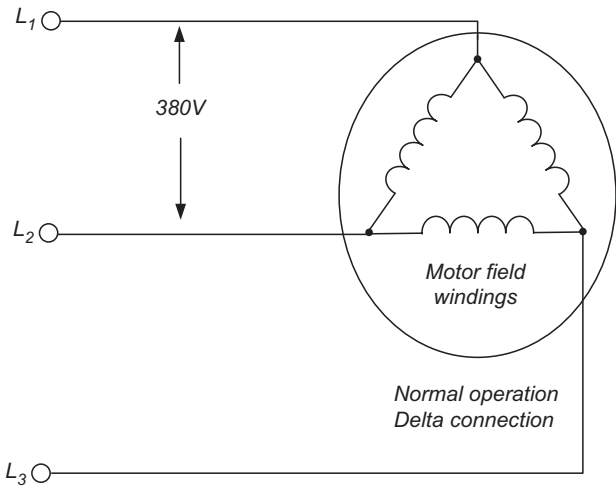 L1
380V
L2
Motor field
windings
Normal operation
Delta connection
L3